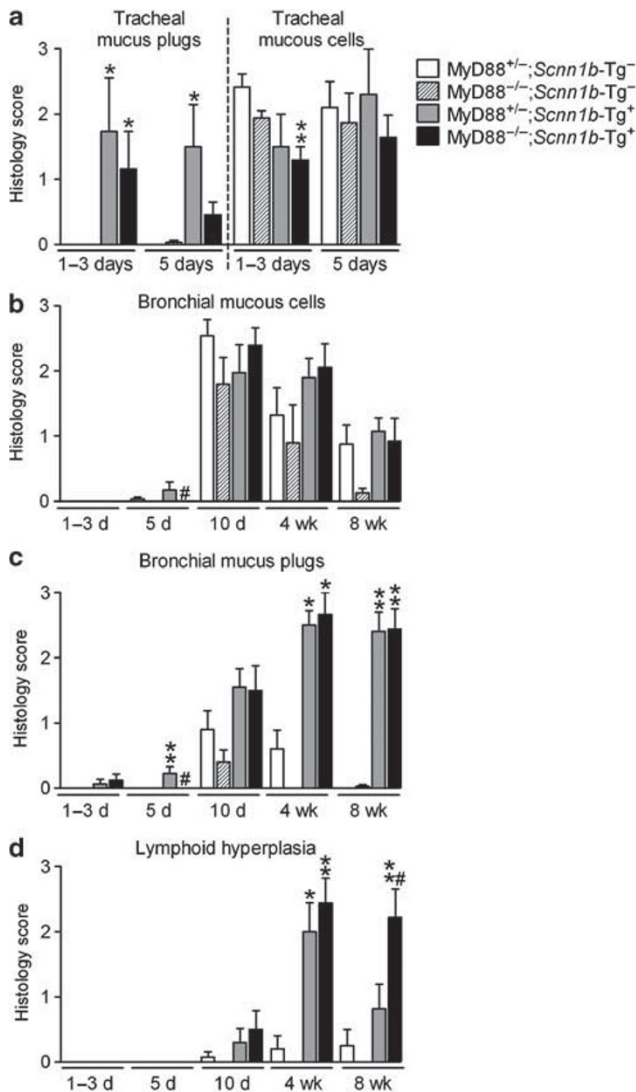 a
Tracheal mucus plugs
Tracheal mucous cells
MyD88+/–;Scnn1b-Tg–
MyD88–/–;Scnn1b-Tg–
MyD88+/–;Scnn1b-Tg+
MyD88–/–;Scnn1b-Tg+
Histology score
3
2
1
0
* * *
**
1–3 days 5 days 1–3 days 5 days
b
Bronchial mucous cells
Histology score
3
2
1
0
#
1–3 d 5 d 10 d 4 wk 8 wk
c
Bronchial mucus plugs
Histology score
3
2
1
0
** # * * ** **
1–3 d 5 d 10 d 4 wk 8 wk
d
Lymphoid hyperplasia
Histology score
3
2
1
0
* ** **#
1–3 d 5 d 10 d 4 wk 8 wk